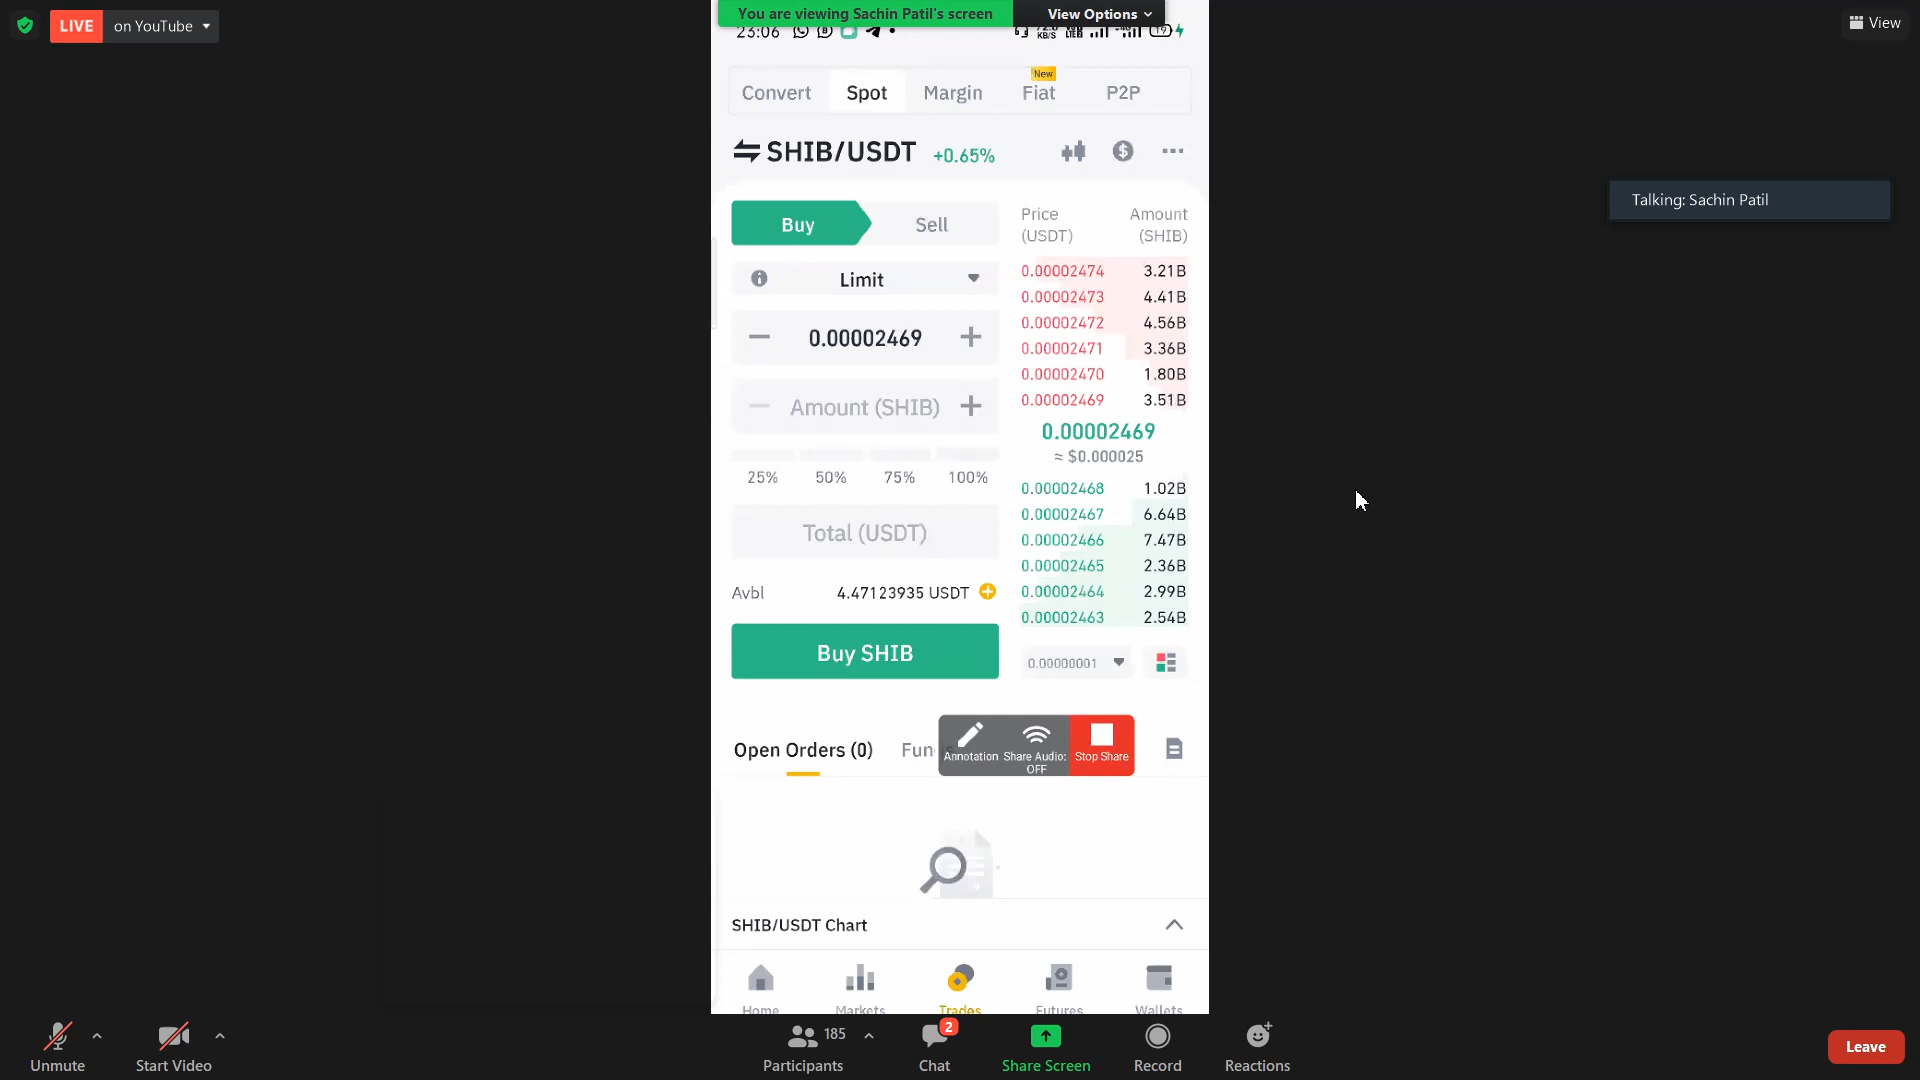 LIVE on YouTube
You are viewing Sachin Patil's screen View Options
View
23:06
KB/S
Convert Spot Margin Fiat P2P
New
SHIB/USDT +0.65%
Talking: Sachin Patil
Buy Sell
Limit
0.00002469
Amount (SHIB)
25% 50% 75% 100%
Total (USDT)
Avbl 4.47123935 USDT
Buy SHIB
Price (USDT) Amount (SHIB)
0.00002474 3.21B
0.00002473 4.41B
0.00002472 4.56B
0.00002471 3.36B
0.00002470 1.80B
0.00002469 3.51B
0.00002469
≈ $0.000025
0.00002468 1.02B
0.00002467 6.64B
0.00002466 7.47B
0.00002465 2.36B
0.00002464 2.99B
0.00002463 2.54B
0.00000001
Open Orders (0)
Annotation Share Audio: OFF Stop Share
SHIB/USDT Chart
Home Markets Trades Futures Wallets
Unmute Start Video 185 Participants 2 Chat Share Screen Record Reactions Leave